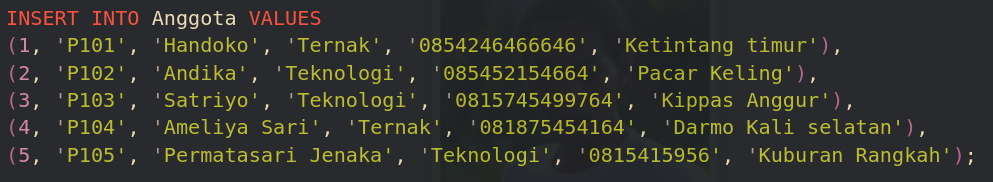 INSERT INTO Anggota VALUES
(1, 'P101', 'Handoko', 'Ternak', '0854246466646', 'Ketintang timur'),
(2, 'P102', 'Andika', 'Teknologi', '085452154664', 'Pacar Keling'),
(3, 'P103', 'Satriyo', 'Teknologi', '0815745499764', 'Kippas Anggur'),
(4, 'P104', 'Ameliya Sari', 'Ternak', '081875454164', 'Darmo Kali selatan'),
(5, 'P105', 'Permatasari Jenaka', 'Teknologi', '0815415956', 'Kuburan Rangkah');